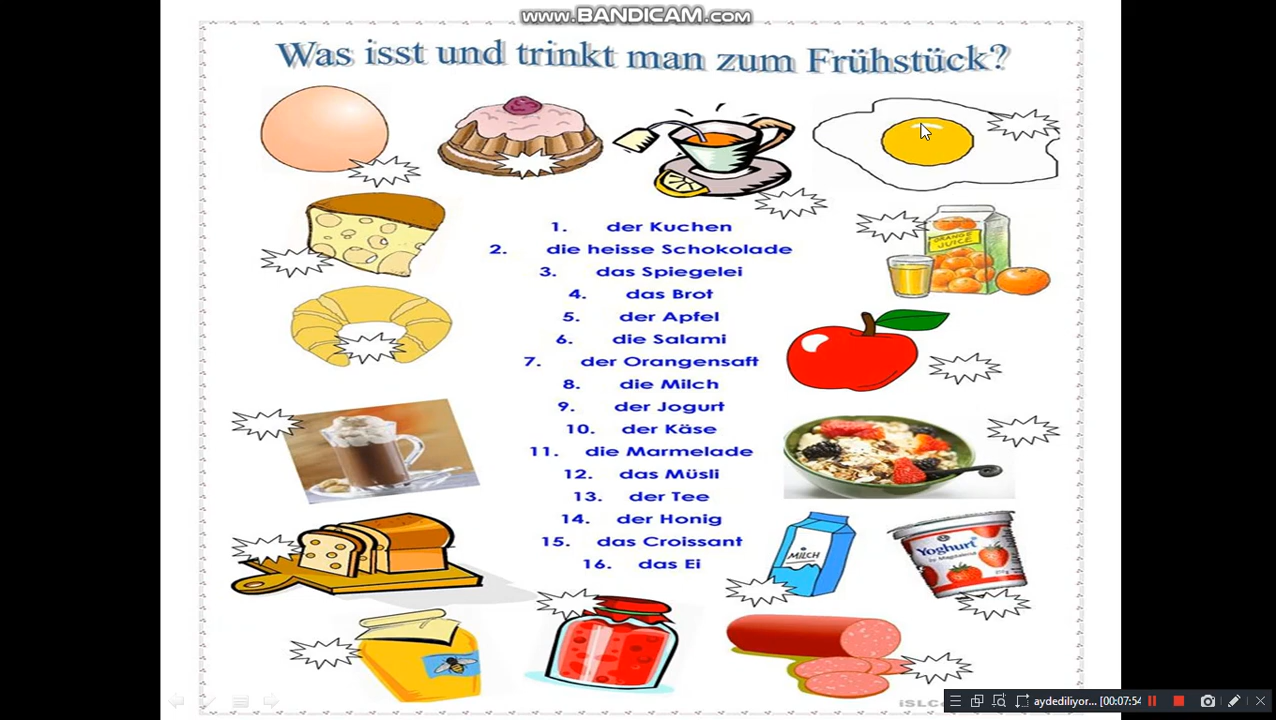 www.BANDICAM.com
Was isst und trinkt man zum Frühstück?
ORANGE
JUICE
1. der Kuchen
2. die heisse Schokolade
3. das Spiegelei
4. das Brot
5. der Apfel
6. die Salami
7. der Orangensaft
8. die Milch
9. der Jogurt
10. der Käse
11. die Marmelade
12. das Müsli
13. der Tee
14. der Honig
15. das Croissant
16. das Ei
MILCH
Yoghurt
aydediliyor... [00:07:54